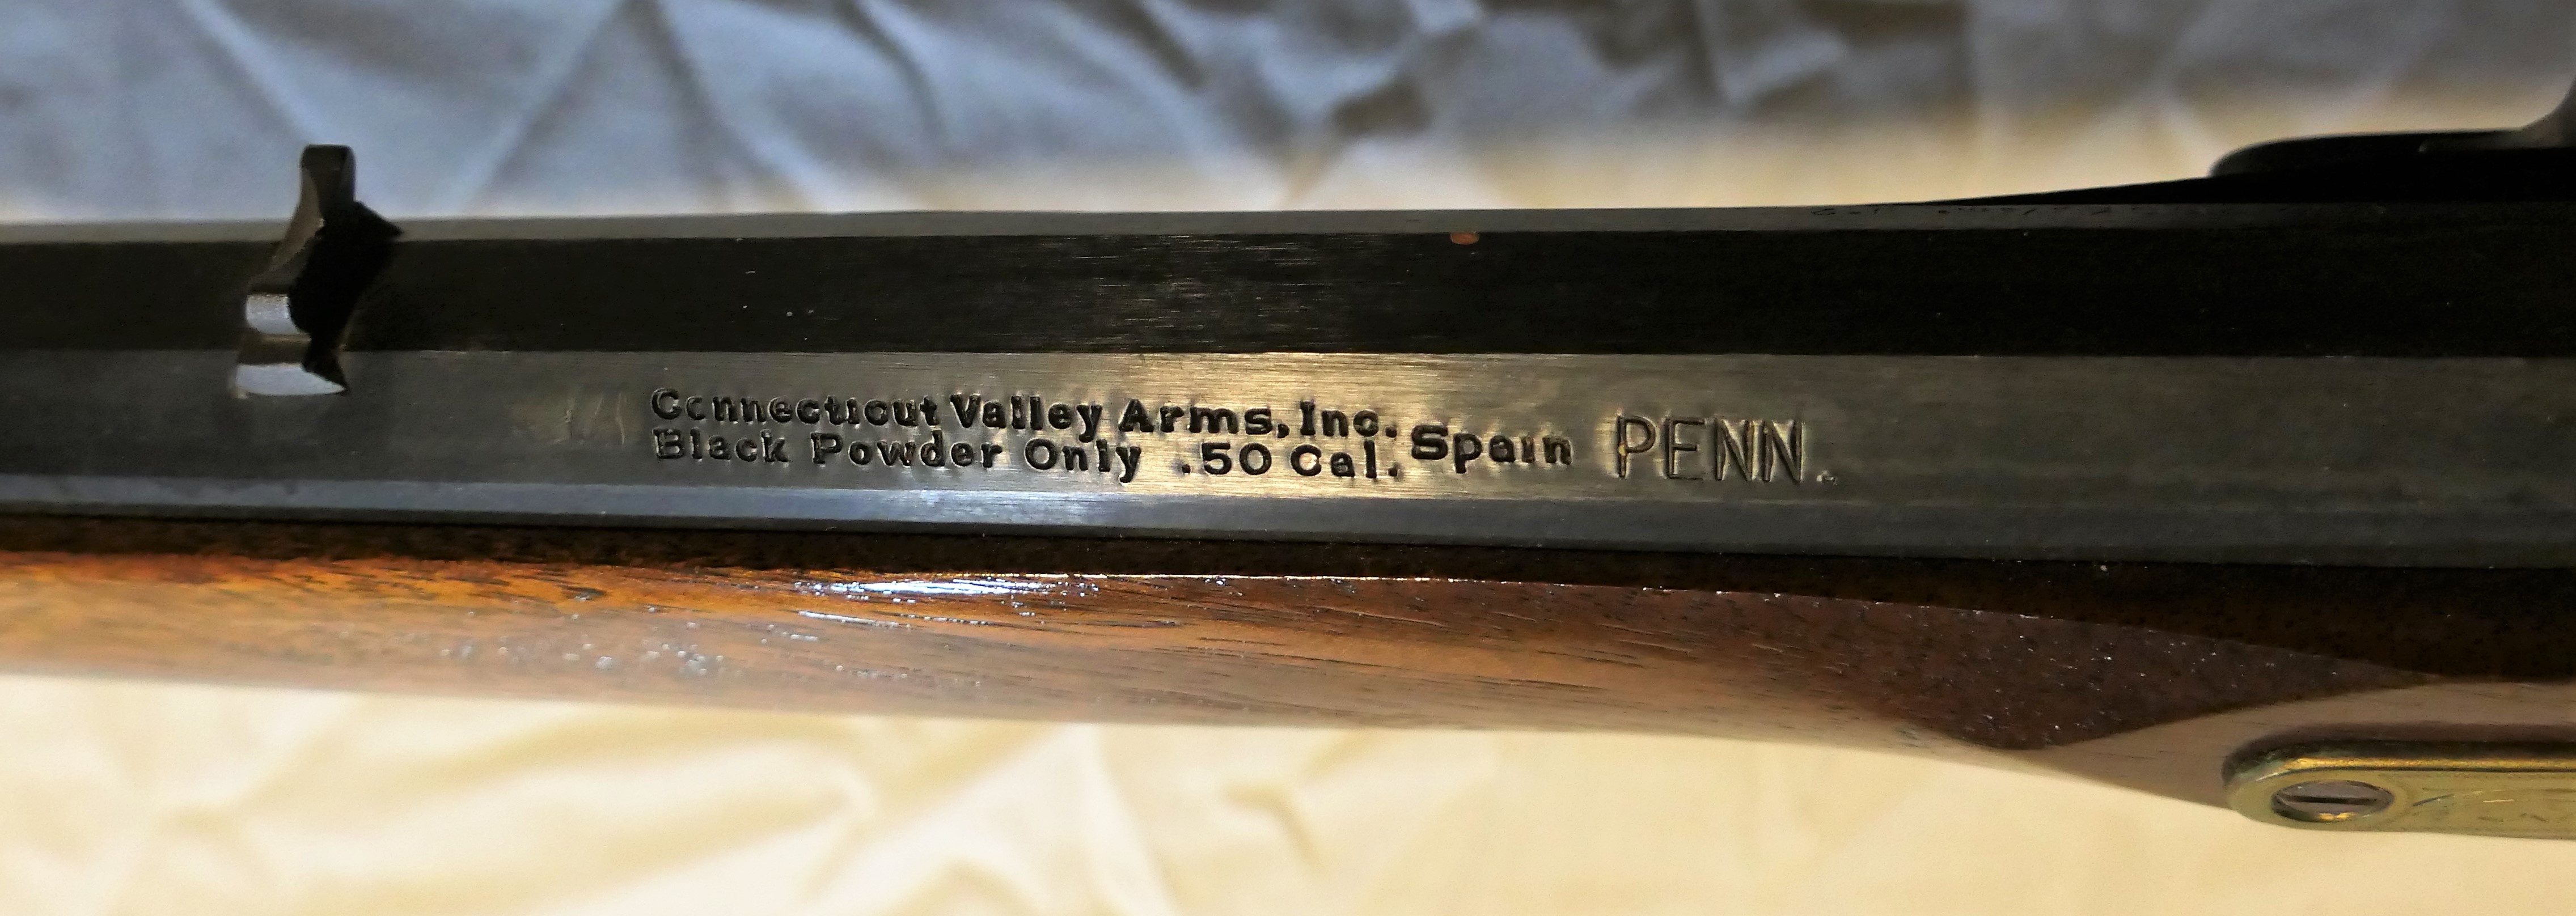 Connecticut Valley Arms, Inc.
Black Powder Only .50 Cal. Spain PENN.